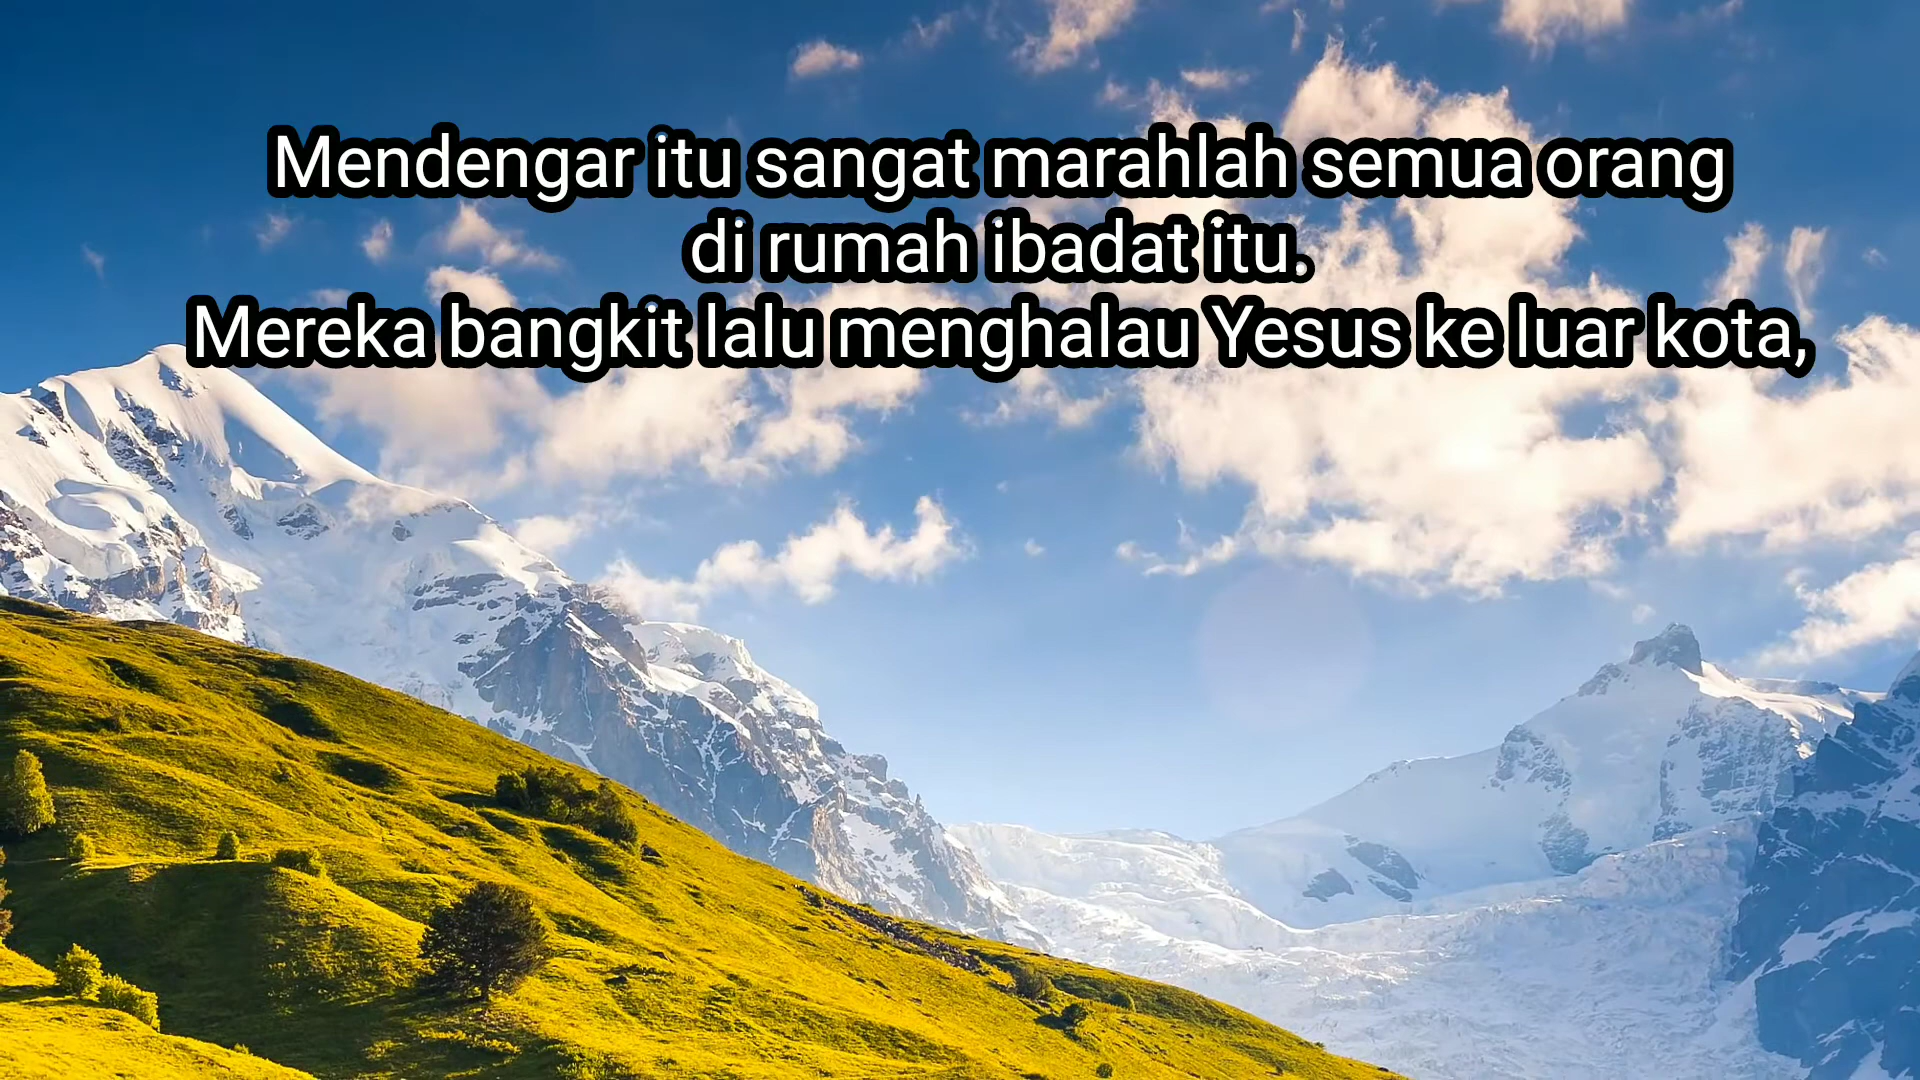 Mendengar itu sangat marahlah semua orang
di rumah ibadat itu.
Mereka bangkit lalu menghalau Yesus ke luar kota,